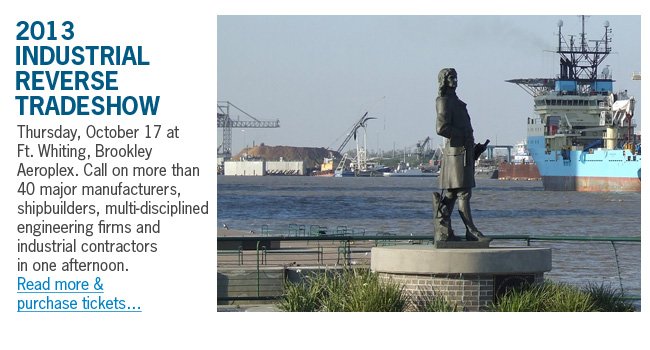 2013
INDUSTRIAL
REVERSE
TRADESHOW
Thursday, October 17 at
Ft. Whiting, Brookley
Aeroplex. Call on more than
40 major manufacturers,
shipbuilders, multi-disciplined
engineering firms and
industrial contractors
in one afternoon.
Read more &
purchase tickets…